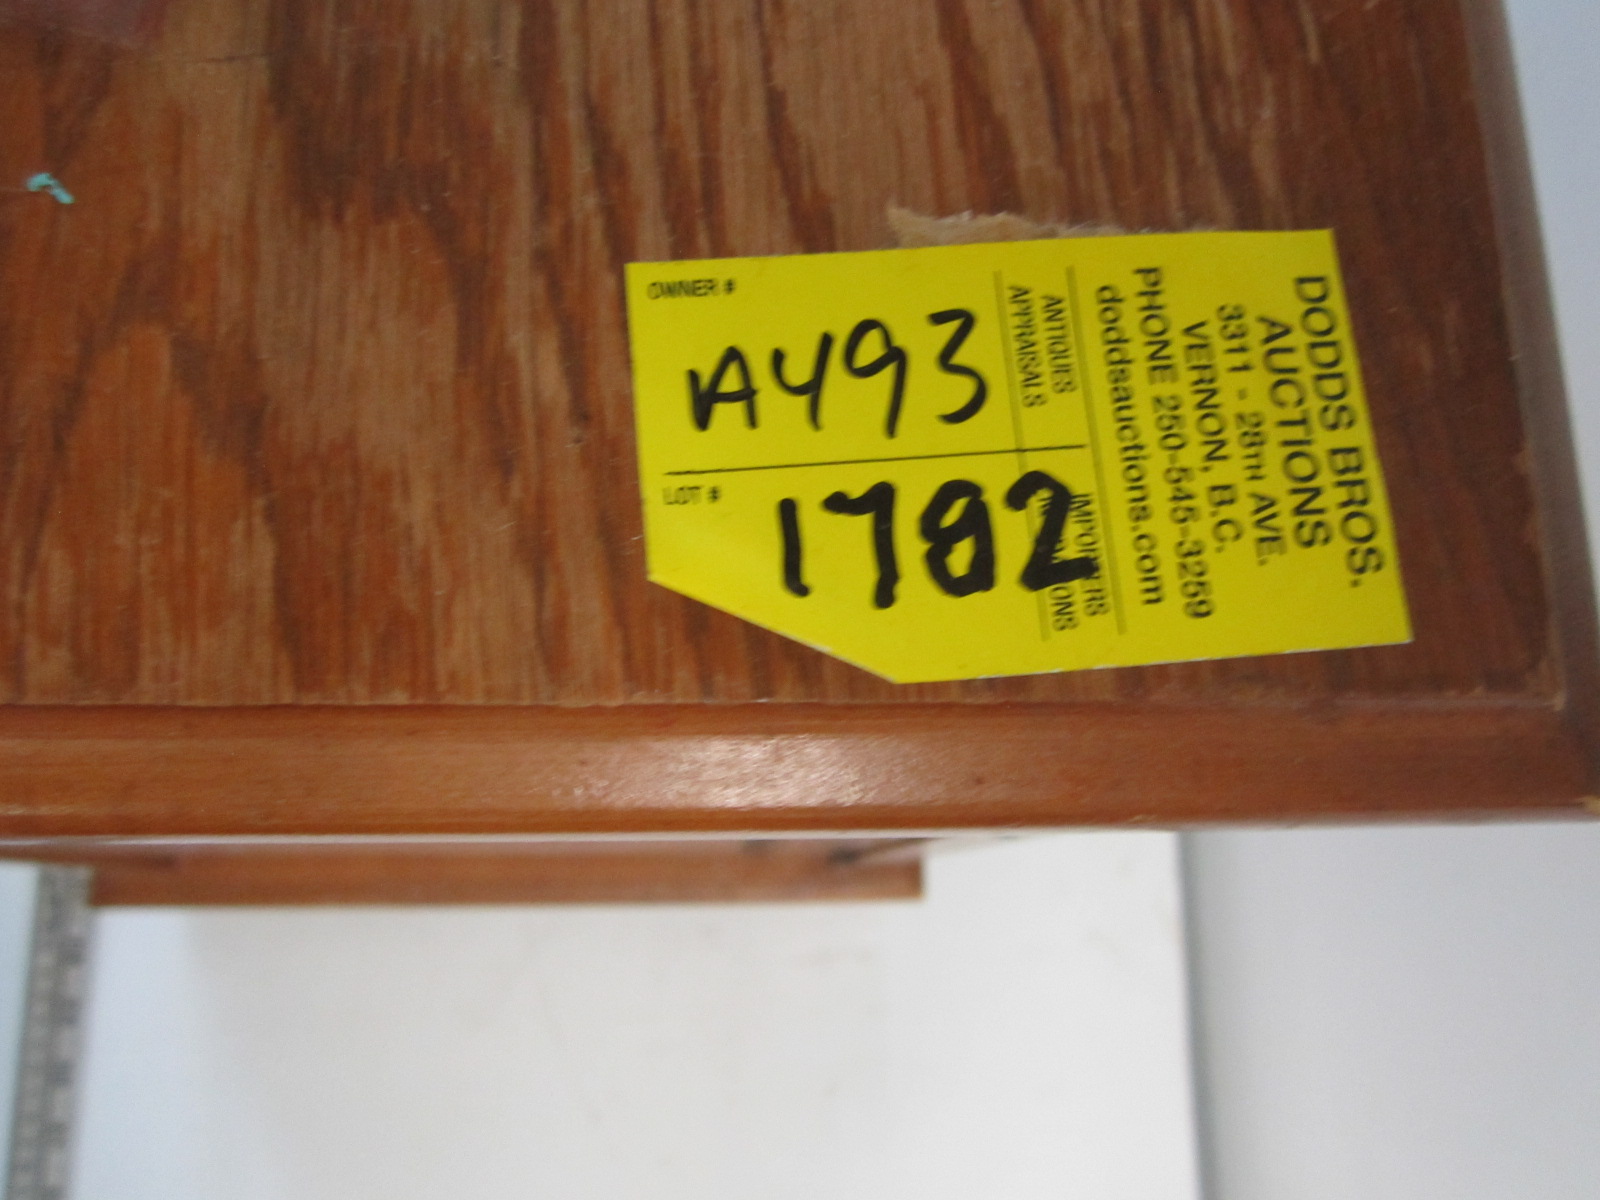 DODDS BROS.
AUCTIONS
3311 - 28TH AVE.
VERNON, B.C.
PHONE 250-545-3259
doddsauctions.com
ANTIQUES
APPRAISALS
IMPORTERS
OWNER #
A493
LOT #
1782